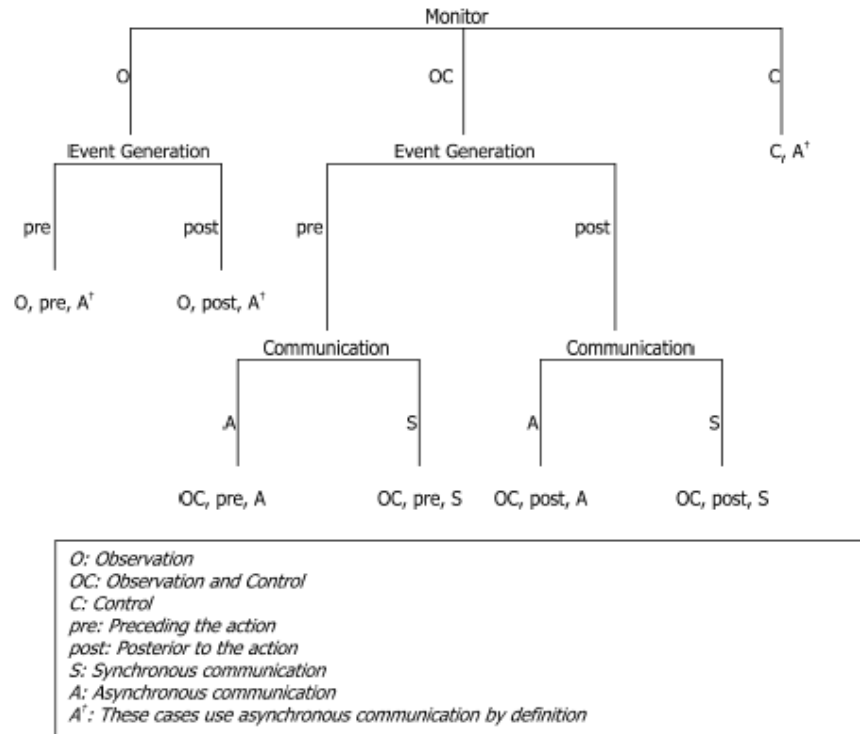 Monitor
O OC C
Event Generation Event Generation C, A†
pre post pre post
O, pre, A† O, post, A†
Communication Communication
A S A S
OC, pre, A OC, pre, S OC, post, A OC, post, S
O: Observation
OC: Observation and Control
C: Control
pre: Preceding the action
post: Posterior to the action
S: Synchronous communication
A: Asynchronous communication
A†: These cases use asynchronous communication by definition